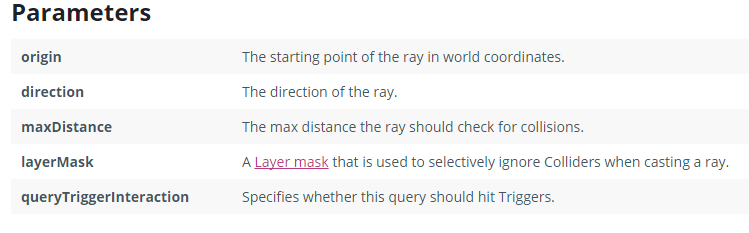 Parameters
origin The starting point of the ray in world coordinates.
direction The direction of the ray.
maxDistance The max distance the ray should check for collisions.
layerMask A Layer mask that is used to selectively ignore Colliders when casting a ray.
queryTriggerInteraction Specifies whether this query should hit Triggers.